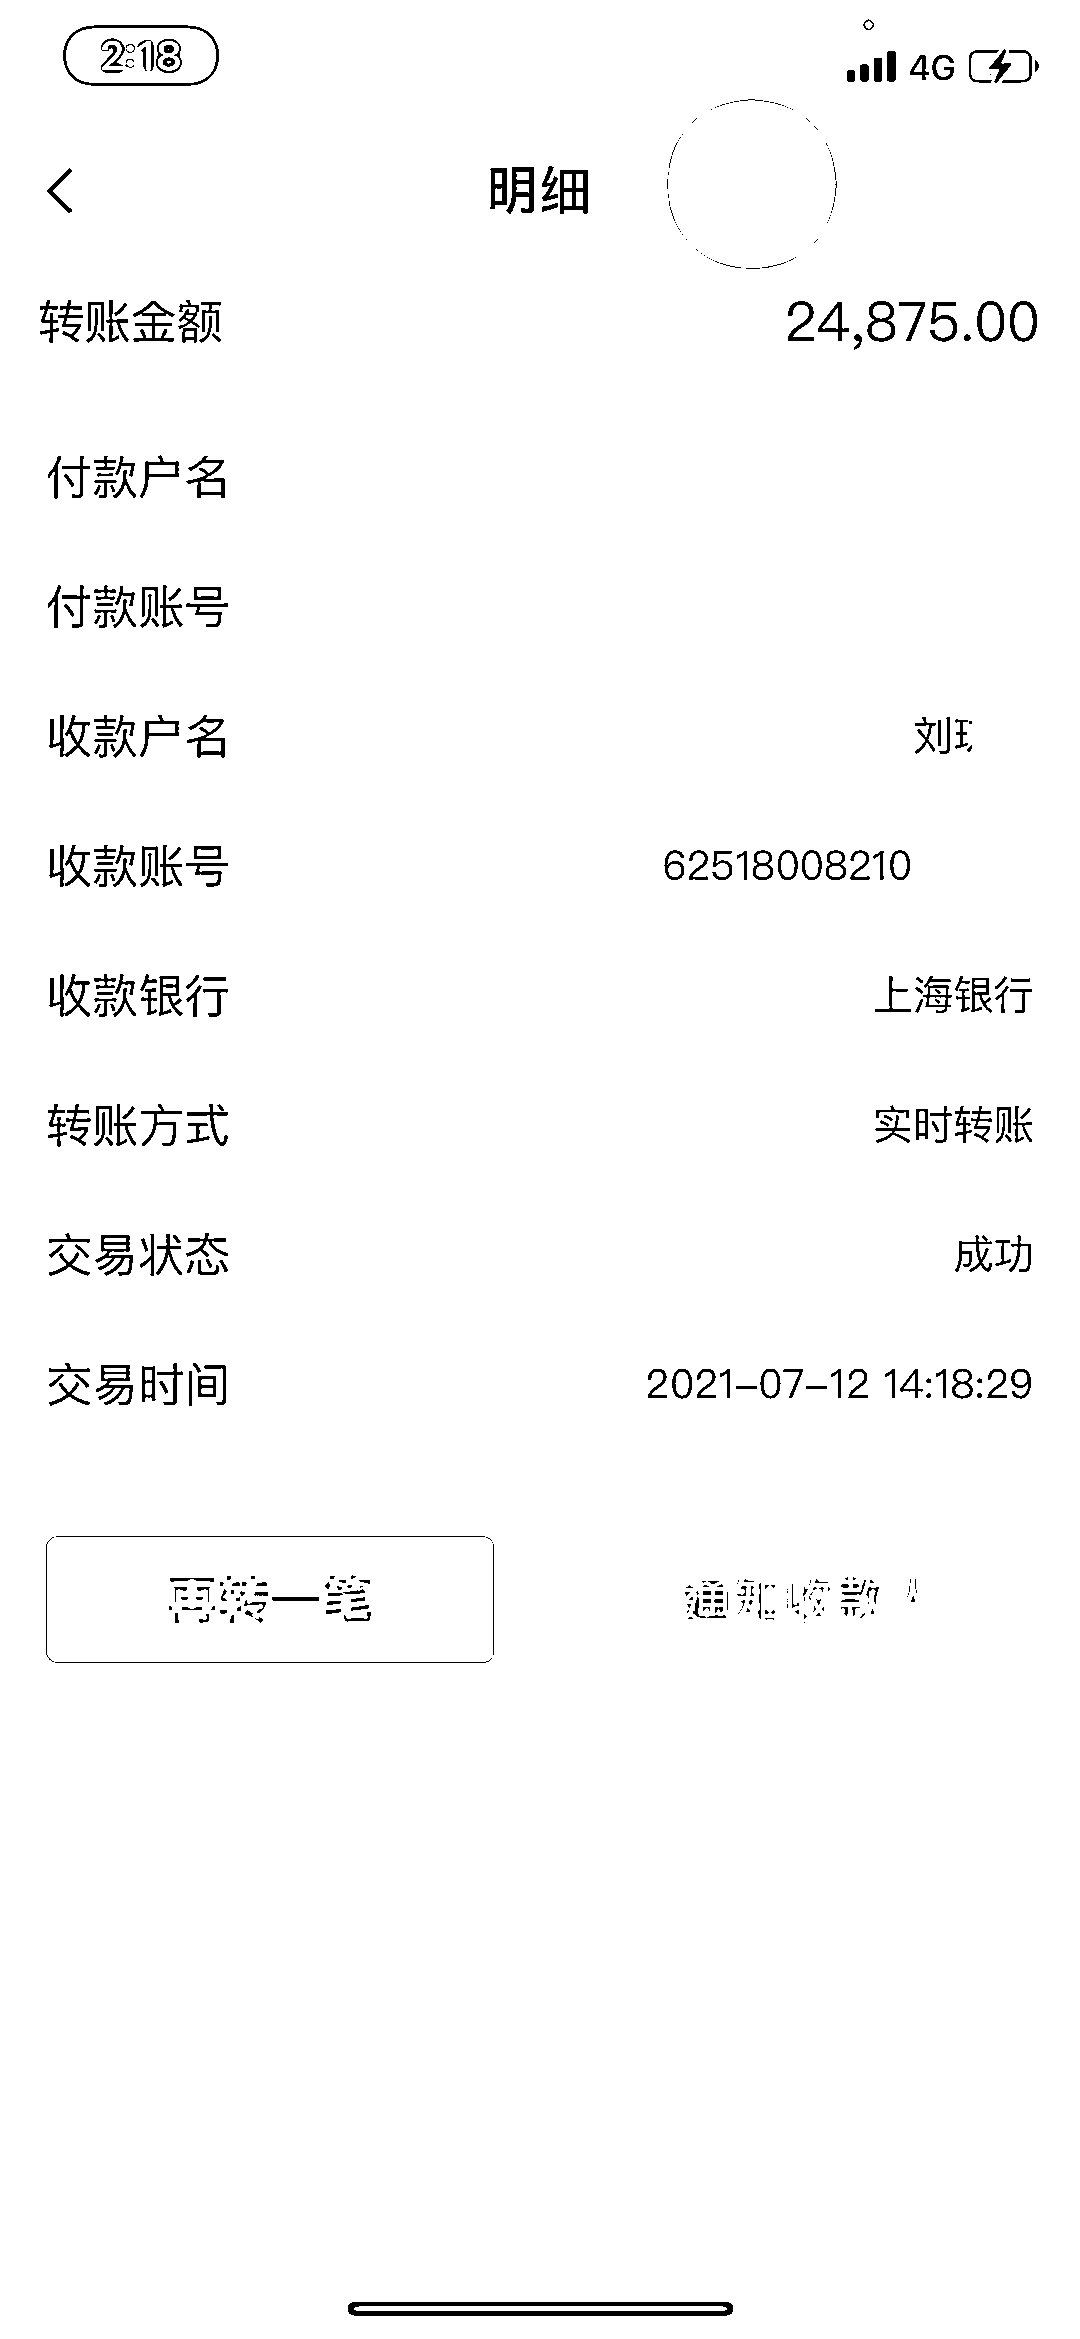 2:18 4G
明细
转账金额 24,875.00
付款户名
付款账号
收款户名 刘
收款账号 62518008210
收款银行 上海银行
转账方式 实时转账
交易状态 成功
交易时间 2021-07-12 14:18:29
再转一笔 通知收款人